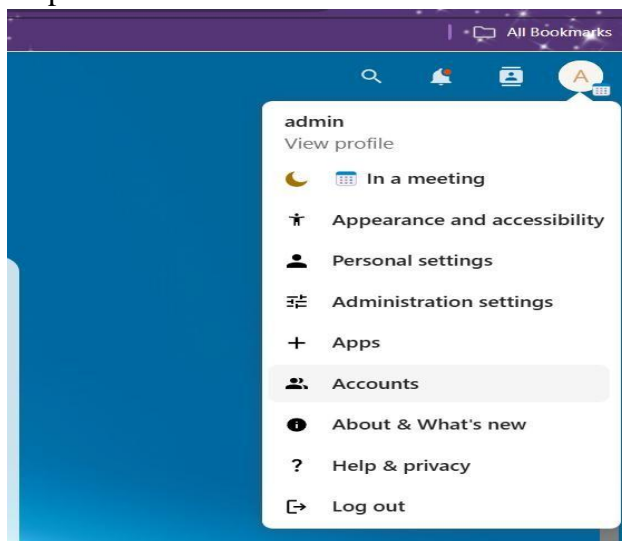 All Bookmarks
A
admin
View profile
In a meeting
Appearance and accessibility
Personal settings
Administration settings
Apps
Accounts
About & What's new
Help & privacy
Log out